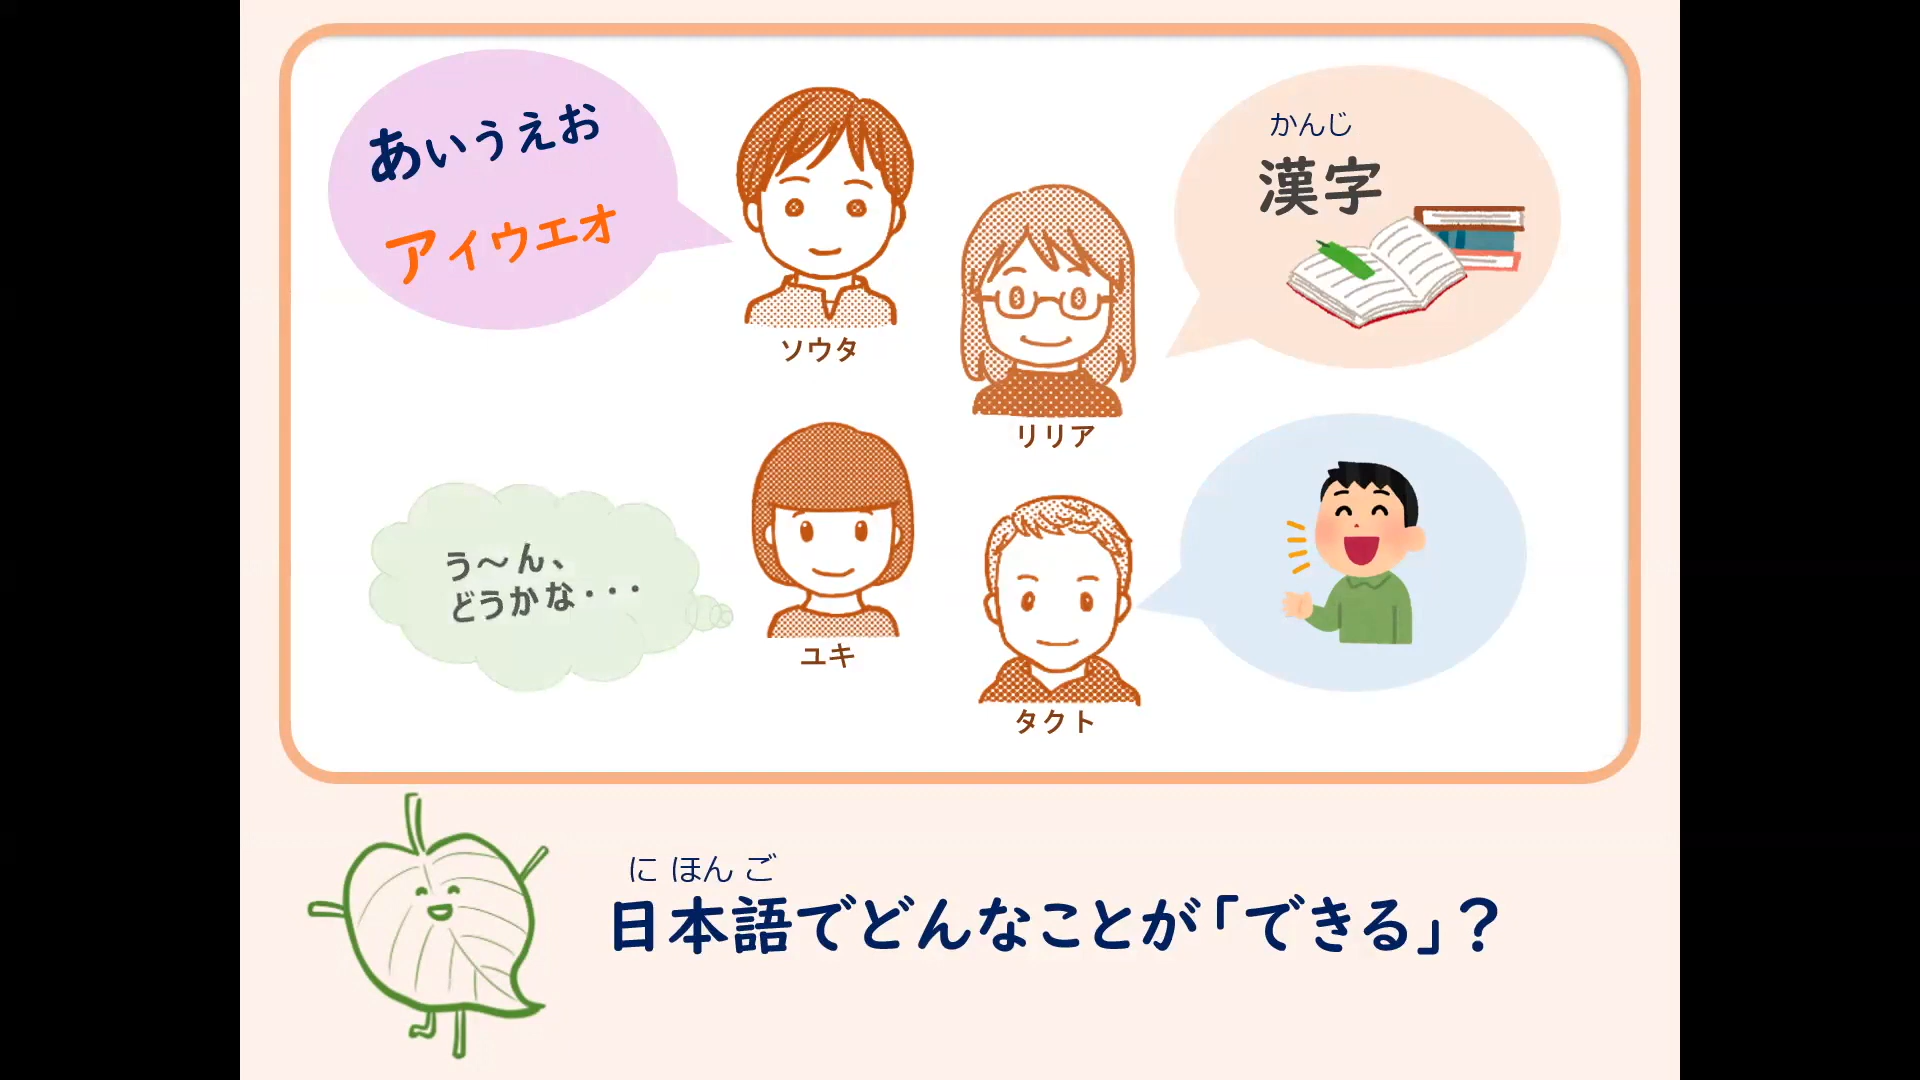 あいうえお
アイウエオ
ソウタ
かんじ
漢字
リリア
う～ん、
どうかな・・・
ユキ
タクト
に ほん ご
日本語でどんなことが「できる」？